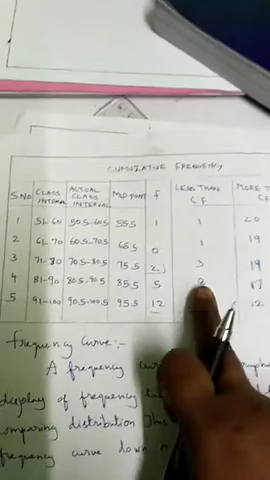 CUMULATIVE FREQUENCY
S NO CLASS INTERVAL ACTUAL CLASS INTERVAL MID POINT f LESS THAN CF MORE T CF
1 51-60 50.5-60.5 55.5 1 1 20
2 61-70 60.5-70.5 65.5 0 1 19
3 71-80 70.5-80.5 75.5 2 3 19
4 81-90 80.5-90.5 85.5 5 8 17
5 91-100 90.5-100.5 95.5 12 12
Frequency Curve:-
A frequency
display of frequency
comparing distribution This
frequency curve down